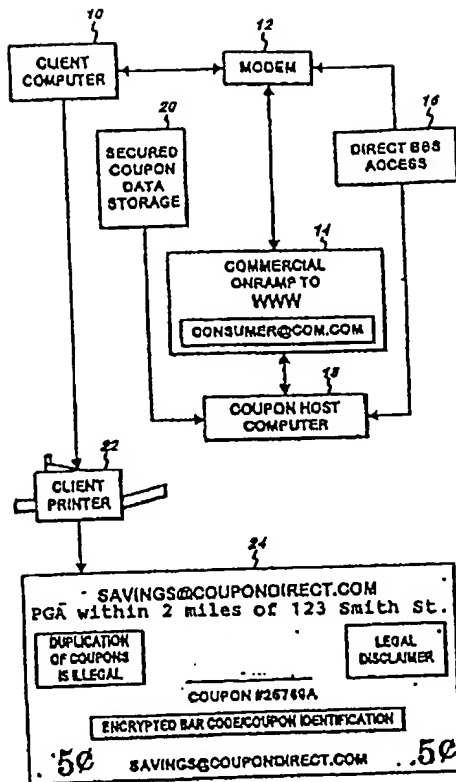 10
CLIENT
COMPUTER
12
MODEM
20
SECURED
COUPON
DATA
STORAGE
16
DIRECT BBS
ACCESS
14
COMMERCIAL
ONRAMP TO
WWW
CONSUMER@COM.COM
18
COUPON HOST
COMPUTER
22
CLIENT
PRINTER
24
SAVINGS@COUPONDIRECT.COM
PGA within 2 miles of 123 Smith St.
DUPLICATION
OF COUPONS
IS ILLEGAL
LEGAL
DISCLAIMER
COUPON #25769A
ENCRYPTED BAR CODE/COUPON IDENTIFICATION
5¢ SAVINGS@COUPONDIRECT.COM 5¢